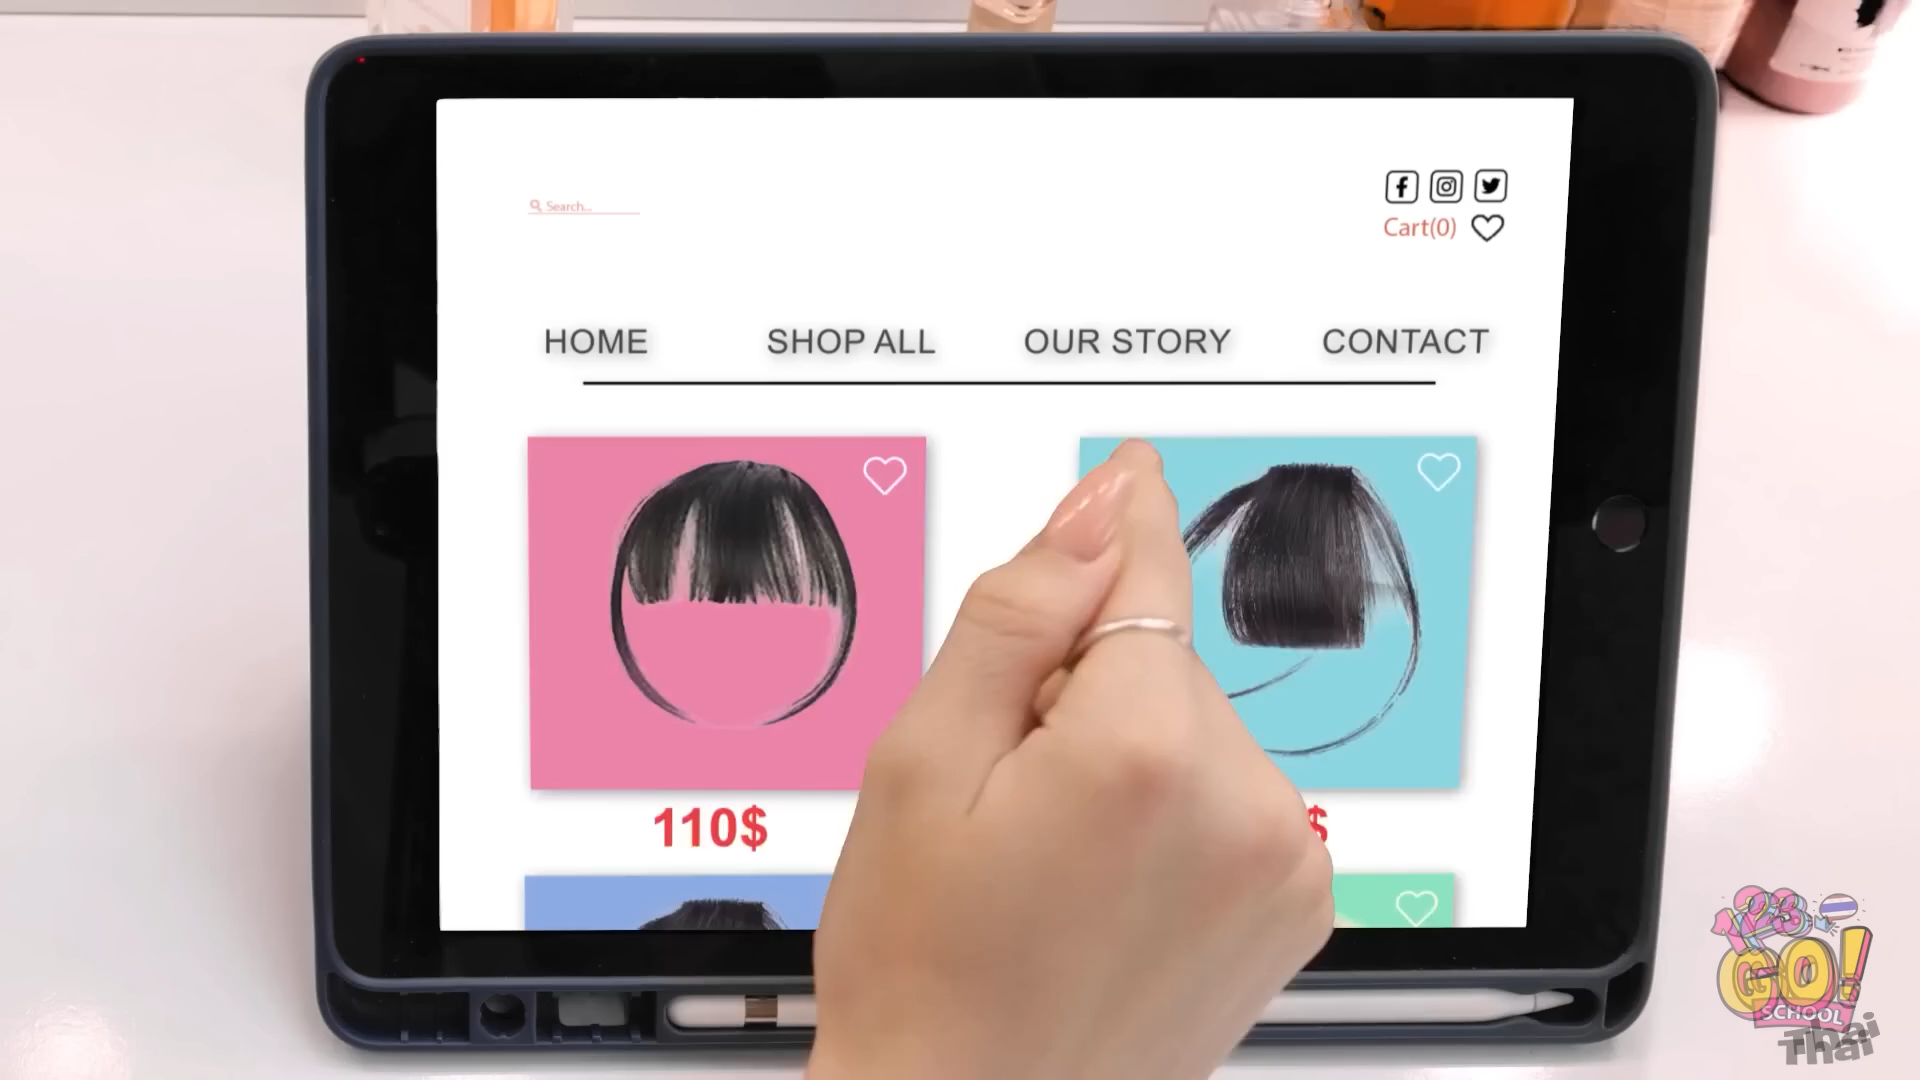 Search...
Cart(0)
HOME SHOP ALL OUR STORY CONTACT
110$
$
123
GO!
SCHOOL
Thai